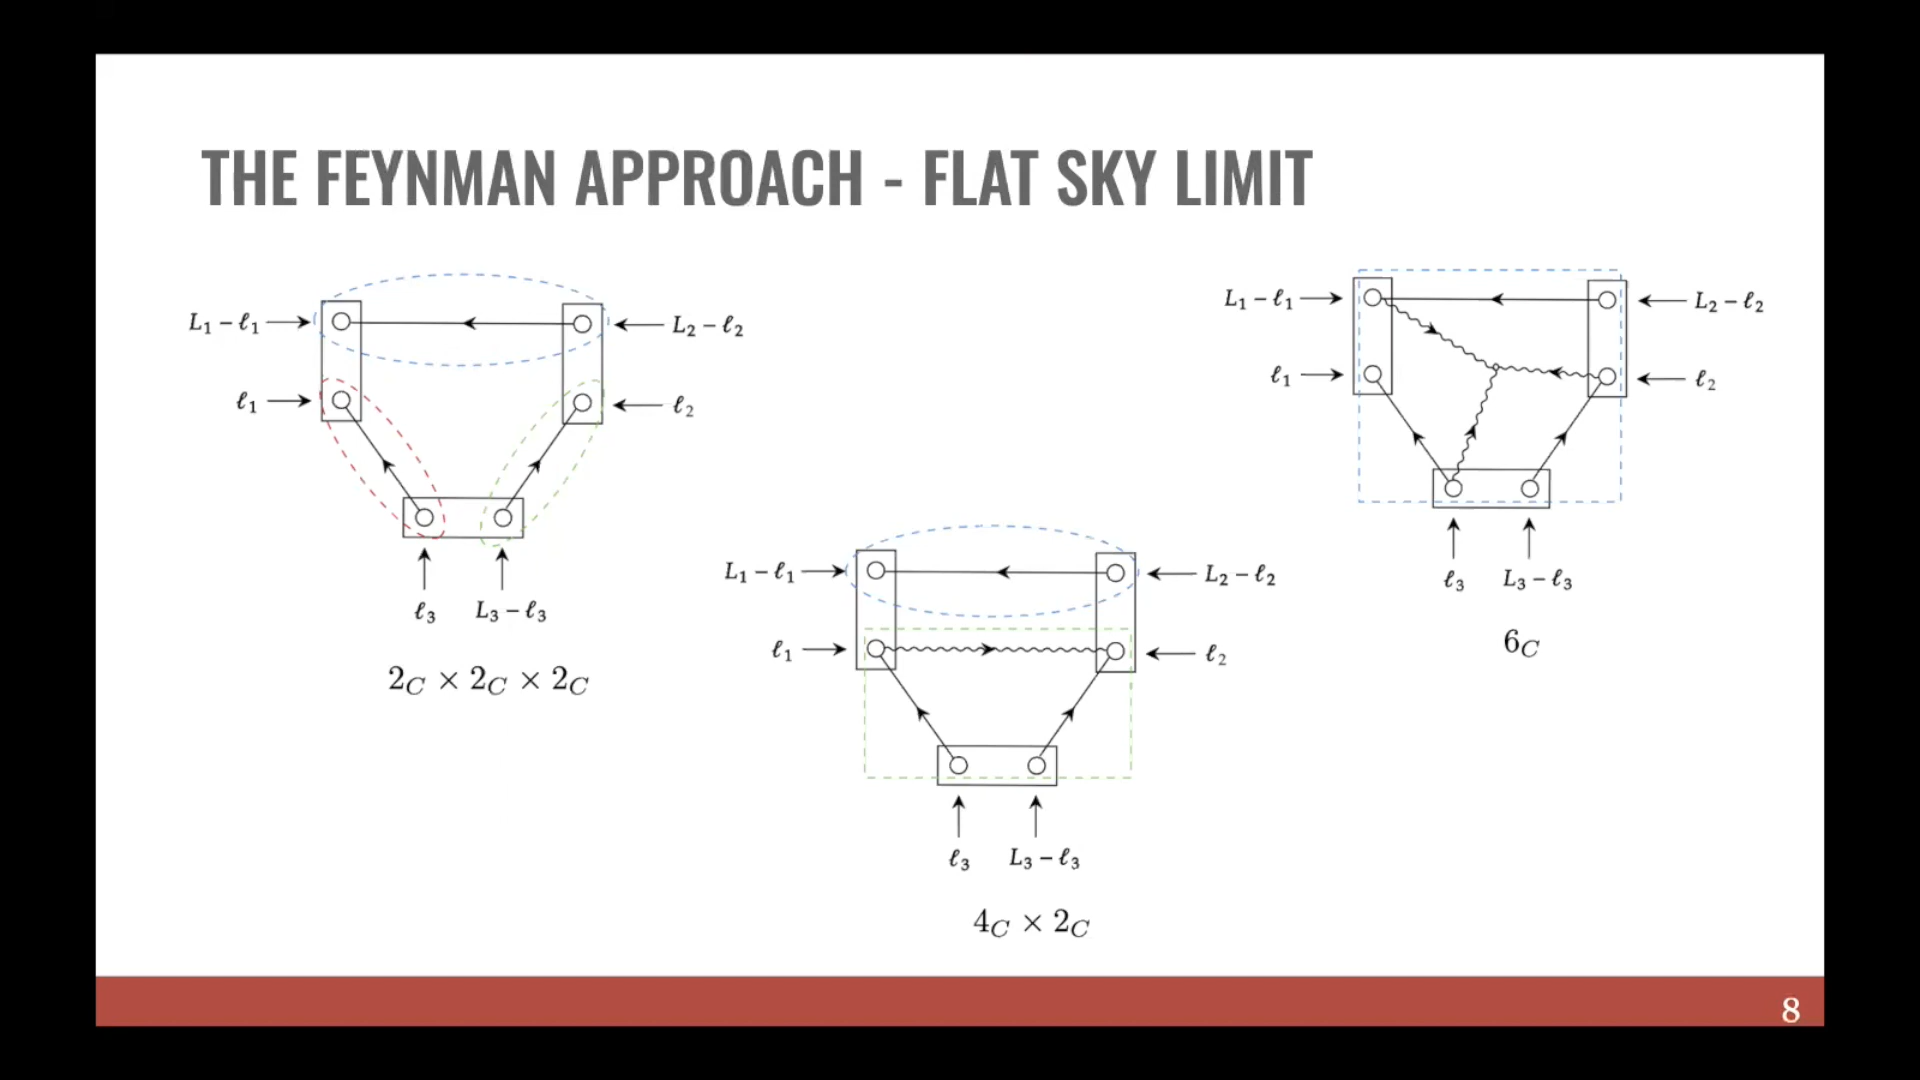 THE FEYNMAN APPROACH - FLAT SKY LIMIT
L₁ − ℓ₁
L₂ − ℓ₂
ℓ₁
ℓ₂
ℓ₃
L₃ − ℓ₃
2_C × 2_C × 2_C
L₁ − ℓ₁
L₂ − ℓ₂
ℓ₁
ℓ₂
ℓ₃
L₃ − ℓ₃
4_C × 2_C
L₁ − ℓ₁
L₂ − ℓ₂
ℓ₁
ℓ₂
ℓ₃
L₃ − ℓ₃
6_C
8